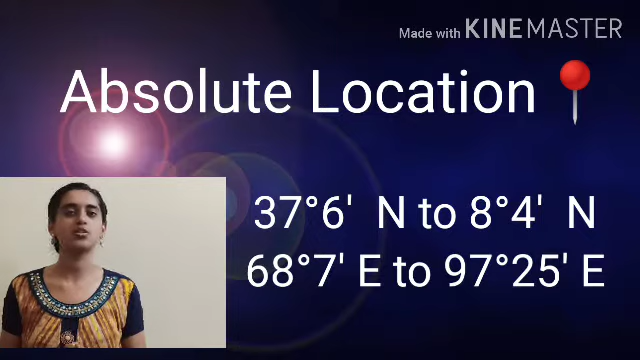 Made with KINEMASTER
Absolute Location
37°6' N to 8°4' N
68°7' E to 97°25' E